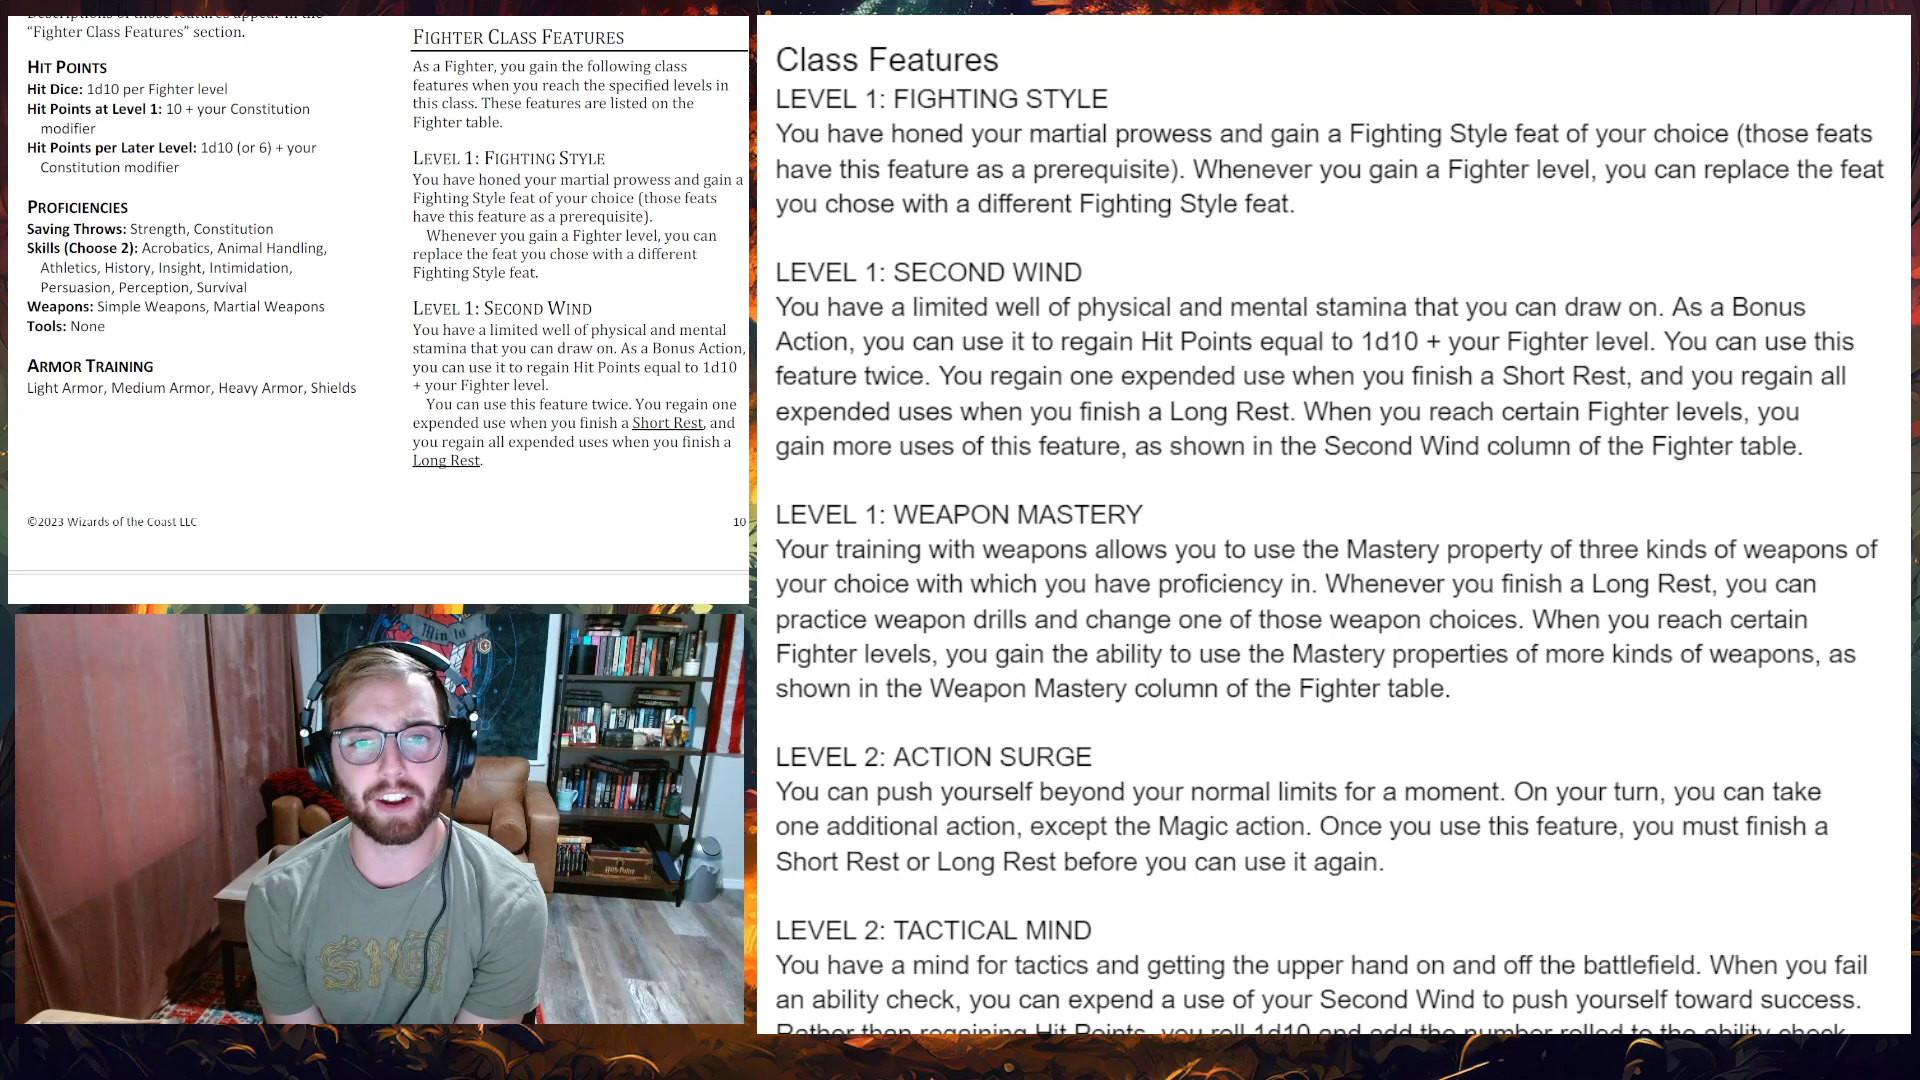 Descriptions of those features appear in the
“Fighter Class Features” section.
HIT POINTS
Hit Dice: 1d10 per Fighter level
Hit Points at Level 1: 10 + your Constitution
modifier
Hit Points per Later Level: 1d10 (or 6) + your
Constitution modifier
PROFICIENCIES
Saving Throws: Strength, Constitution
Skills (Choose 2): Acrobatics, Animal Handling,
Athletics, History, Insight, Intimidation,
Persuasion, Perception, Survival
Weapons: Simple Weapons, Martial Weapons
Tools: None
ARMOR TRAINING
Light Armor, Medium Armor, Heavy Armor, Shields
FIGHTER CLASS FEATURES
As a Fighter, you gain the following class
features when you reach the specified levels in
this class. These features are listed on the
Fighter table.
LEVEL 1: FIGHTING STYLE
You have honed your martial prowess and gain a
Fighting Style feat of your choice (those feats
have this feature as a prerequisite).
Whenever you gain a Fighter level, you can
replace the feat you chose with a different
Fighting Style feat.
LEVEL 1: SECOND WIND
You have a limited well of physical and mental
stamina that you can draw on. As a Bonus Action,
you can use it to regain Hit Points equal to 1d10
+ your Fighter level.
You can use this feature twice. You regain one
expended use when you finish a Short Rest, and
you regain all expended uses when you finish a
Long Rest.
©2023 Wizards of the Coast LLC
10
Class Features
LEVEL 1: FIGHTING STYLE
You have honed your martial prowess and gain a Fighting Style feat of your choice (those feats
have this feature as a prerequisite). Whenever you gain a Fighter level, you can replace the feat
you chose with a different Fighting Style feat.
LEVEL 1: SECOND WIND
You have a limited well of physical and mental stamina that you can draw on. As a Bonus
Action, you can use it to regain Hit Points equal to 1d10 + your Fighter level. You can use this
feature twice. You regain one expended use when you finish a Short Rest, and you regain all
expended uses when you finish a Long Rest. When you reach certain Fighter levels, you
gain more uses of this feature, as shown in the Second Wind column of the Fighter table.
LEVEL 1: WEAPON MASTERY
Your training with weapons allows you to use the Mastery property of three kinds of weapons of
your choice with which you have proficiency in. Whenever you finish a Long Rest, you can
practice weapon drills and change one of those weapon choices. When you reach certain
Fighter levels, you gain the ability to use the Mastery properties of more kinds of weapons, as
shown in the Weapon Mastery column of the Fighter table.
LEVEL 2: ACTION SURGE
You can push yourself beyond your normal limits for a moment. On your turn, you can take
one additional action, except the Magic action. Once you use this feature, you must finish a
Short Rest or Long Rest before you can use it again.
LEVEL 2: TACTICAL MIND
You have a mind for tactics and getting the upper hand on and off the battlefield. When you fail
an ability check, you can expend a use of your Second Wind to push yourself toward success.
Rather than regaining Hit Points, you roll 1d10 and add the number rolled to the ability check
Harry Potter